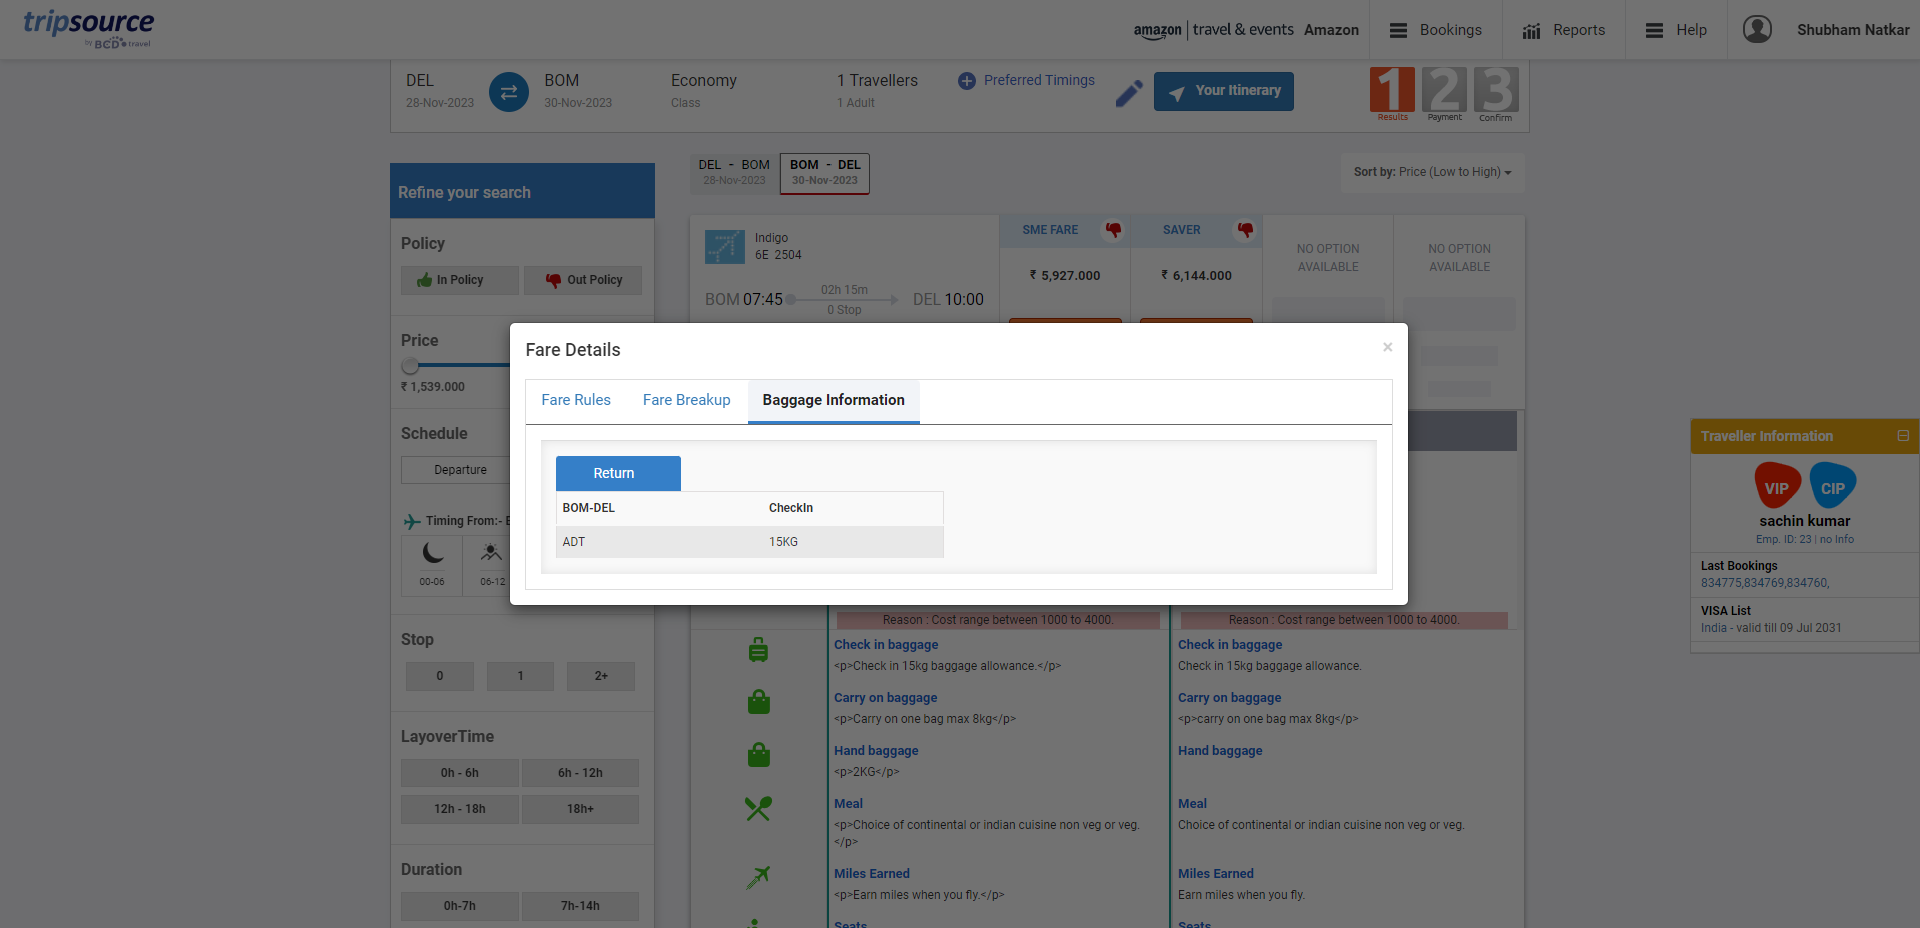 tripsource
by BCD travel
amazon | travel & events Amazon
Bookings
Reports
Help
Shubham Natkar
DEL
28-Nov-2023
BOM
30-Nov-2023
Economy
Class
1 Travellers
1 Adult
Preferred Timings
Your Itinerary
1 2 3
Results Payment Confirm
Refine your search
Policy
In Policy
Out Policy
Price
₹ 1,539.000
Schedule
Departure
Timing From:-
00-06
06-12
Stop
0 1 2+
LayoverTime
0h - 6h
6h - 12h
12h - 18h
18h+
Duration
0h-7h
7h-14h
DEL - BOM
28-Nov-2023
BOM - DEL
30-Nov-2023
Sort by: Price (Low to High)
Indigo
6E 2504
BOM 07:45
02h 15m
0 Stop
DEL 10:00
SME FARE
₹ 5,927.000
SAVER
₹ 6,144.000
NO OPTION
AVAILABLE
NO OPTION
AVAILABLE
Fare Details
×
Fare Rules
Fare Breakup
Baggage Information
Return
BOM-DEL CheckIn
ADT 15KG
Reason : Cost range between 1000 to 4000.
Reason : Cost range between 1000 to 4000.
Check in baggage
<p>Check in 15kg baggage allowance.</p>
Check in baggage
Check in 15kg baggage allowance.
Carry on baggage
<p>Carry on one bag max 8kg</p>
Carry on baggage
<p>carry on one bag max 8kg</p>
Hand baggage
<p>2KG</p>
Hand baggage
Meal
<p>Choice of continental or indian cuisine non veg or veg.
</p>
Meal
Choice of continental or indian cuisine non veg or veg.
Miles Earned
<p>Earn miles when you fly.</p>
Miles Earned
Earn miles when you fly.
Seats
Seats
Traveller Information
VIP CIP
sachin kumar
Emp. ID: 23 | no Info
Last Bookings
834775,834769,834760,
VISA List
India - valid till 09 Jul 2031